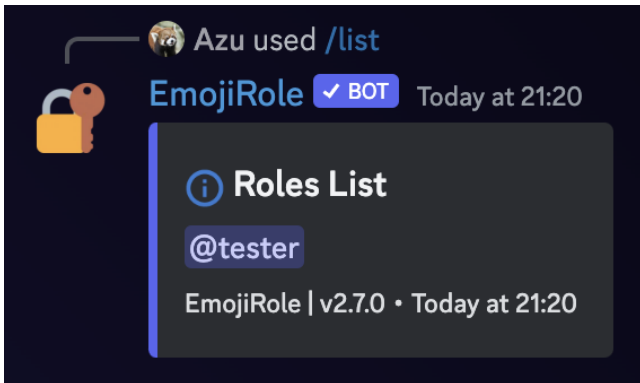 Azu used /list
EmojiRole ✓ BOT Today at 21:20
Roles List
@tester
EmojiRole | v2.7.0 • Today at 21:20